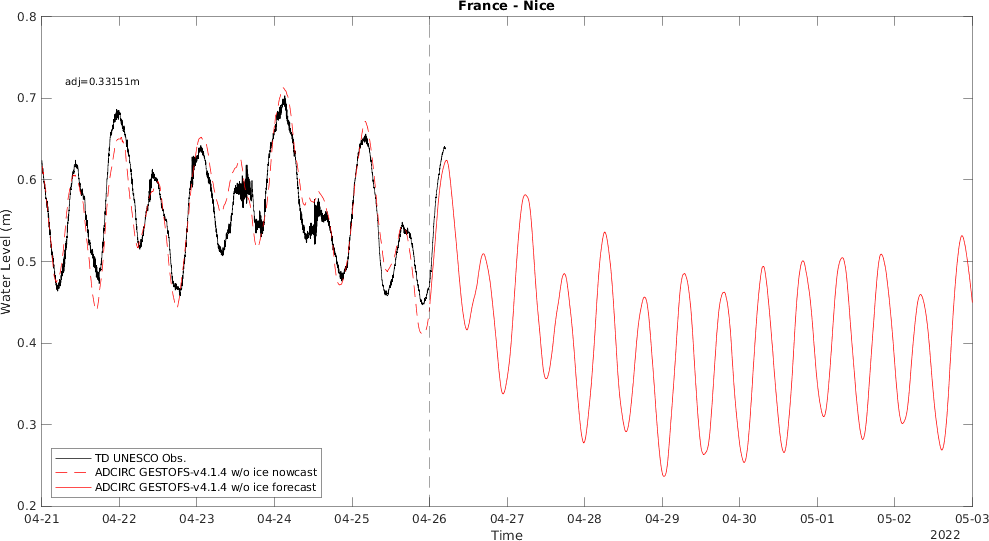 France - Nice
adj=0.33151m
Water Level (m)
0.8
0.7
0.6
0.5
0.4
0.3
0.2
TD UNESCO Obs.
ADCIRC GESTOFS-v4.1.4 w/o ice nowcast
ADCIRC GESTOFS-v4.1.4 w/o ice forecast
04-21 04-22 04-23 04-24 04-25 04-26 04-27 04-28 04-29 04-30 05-01 05-02 05-03
Time
2022